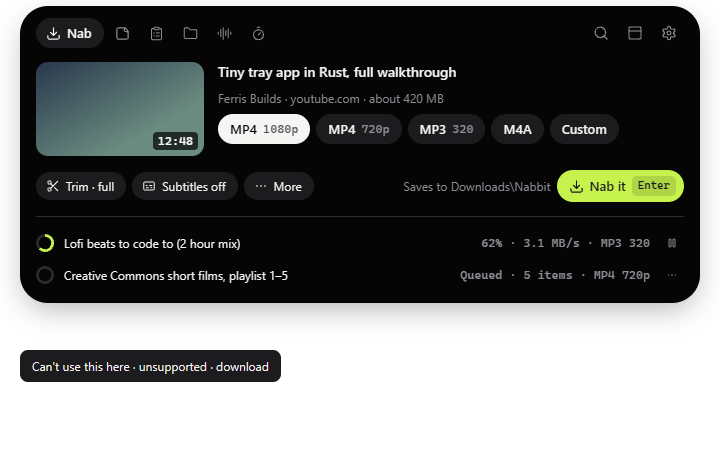 Nab
Tiny tray app in Rust, full walkthrough
Ferris Builds · youtube.com · about 420 MB
12:48
MP4 1080p
MP4 720p
MP3 320
M4A
Custom
Trim · full
Subtitles off
More
Saves to Downloads\Nabbit
Nab it Enter
Lofi beats to code to (2 hour mix)
62% · 3.1 MB/s · MP3 320
Creative Commons short films, playlist 1–5
Queued · 5 items · MP4 720p
Can't use this here · unsupported · download